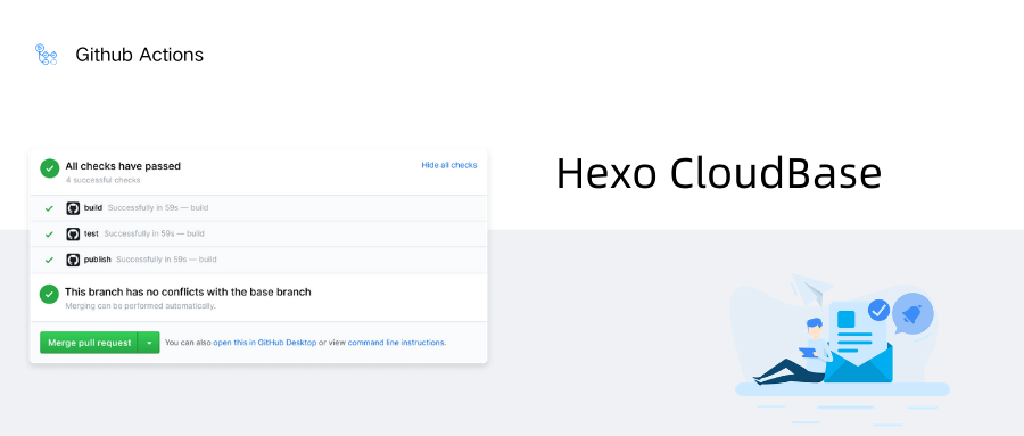 Github Actions
All checks have passed
Hide all checks
4 successful checks
build Successfully in 59s — build
test Successfully in 59s — build
publish Successfully in 59s — build
This branch has no conflicts with the base branch
Merging can be performed automatically.
Merge pull request
You can also open this in GitHub Desktop or view command line instructions.
Hexo CloudBase